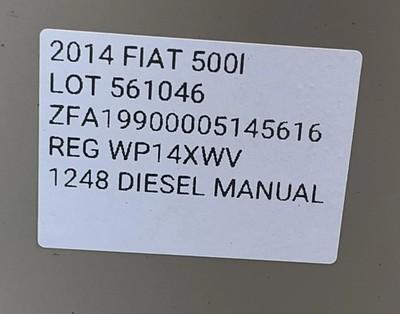 2014 FIAT 500l
LOT 561046
ZFA19900005145616
REG WP14XWV
1248 DIESEL MANUAL